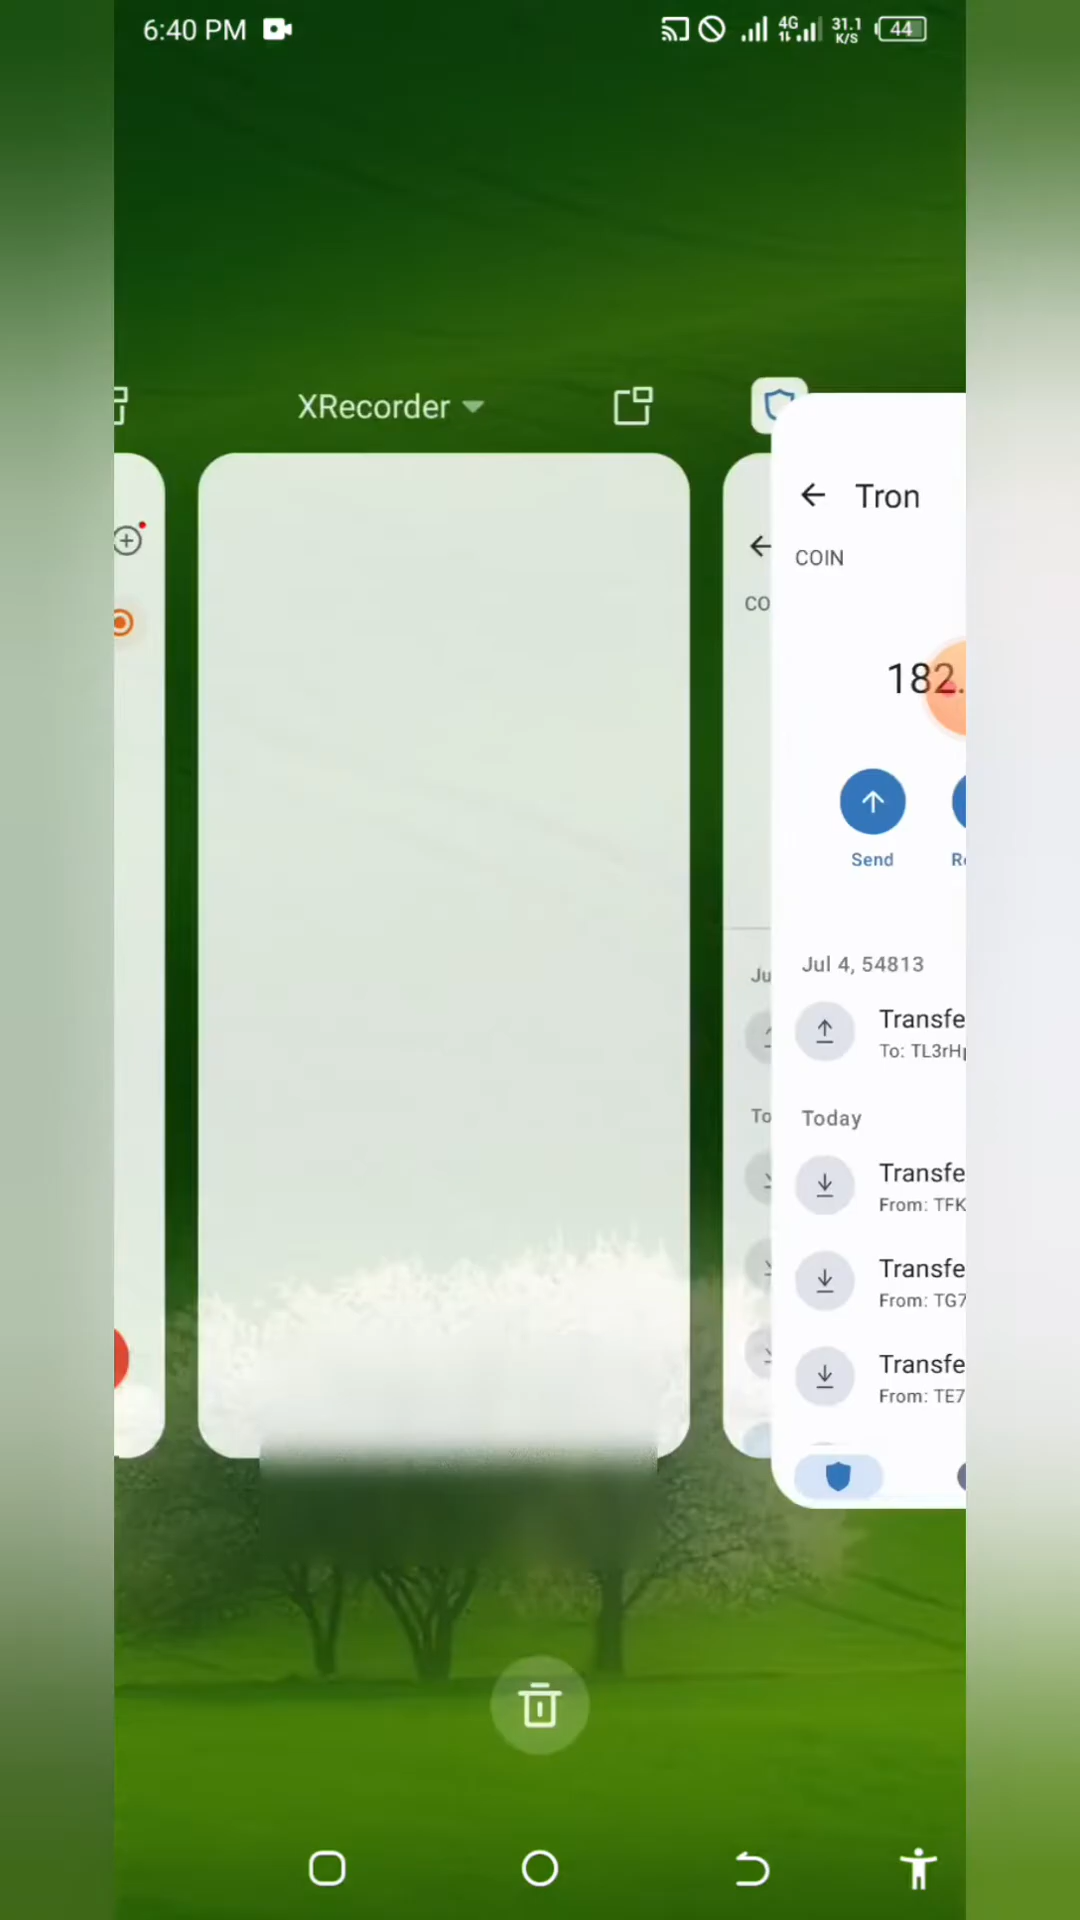 6:40 PM
4G
31.1
K/S
44
XRecorder
Tron
COIN
CO
182.
Send
Jul 4, 54813
Ju
Transfe
To: TL3rH
Today
To
Transfe
From: TFK
Transfe
From: TG7
Transfe
From: TE7